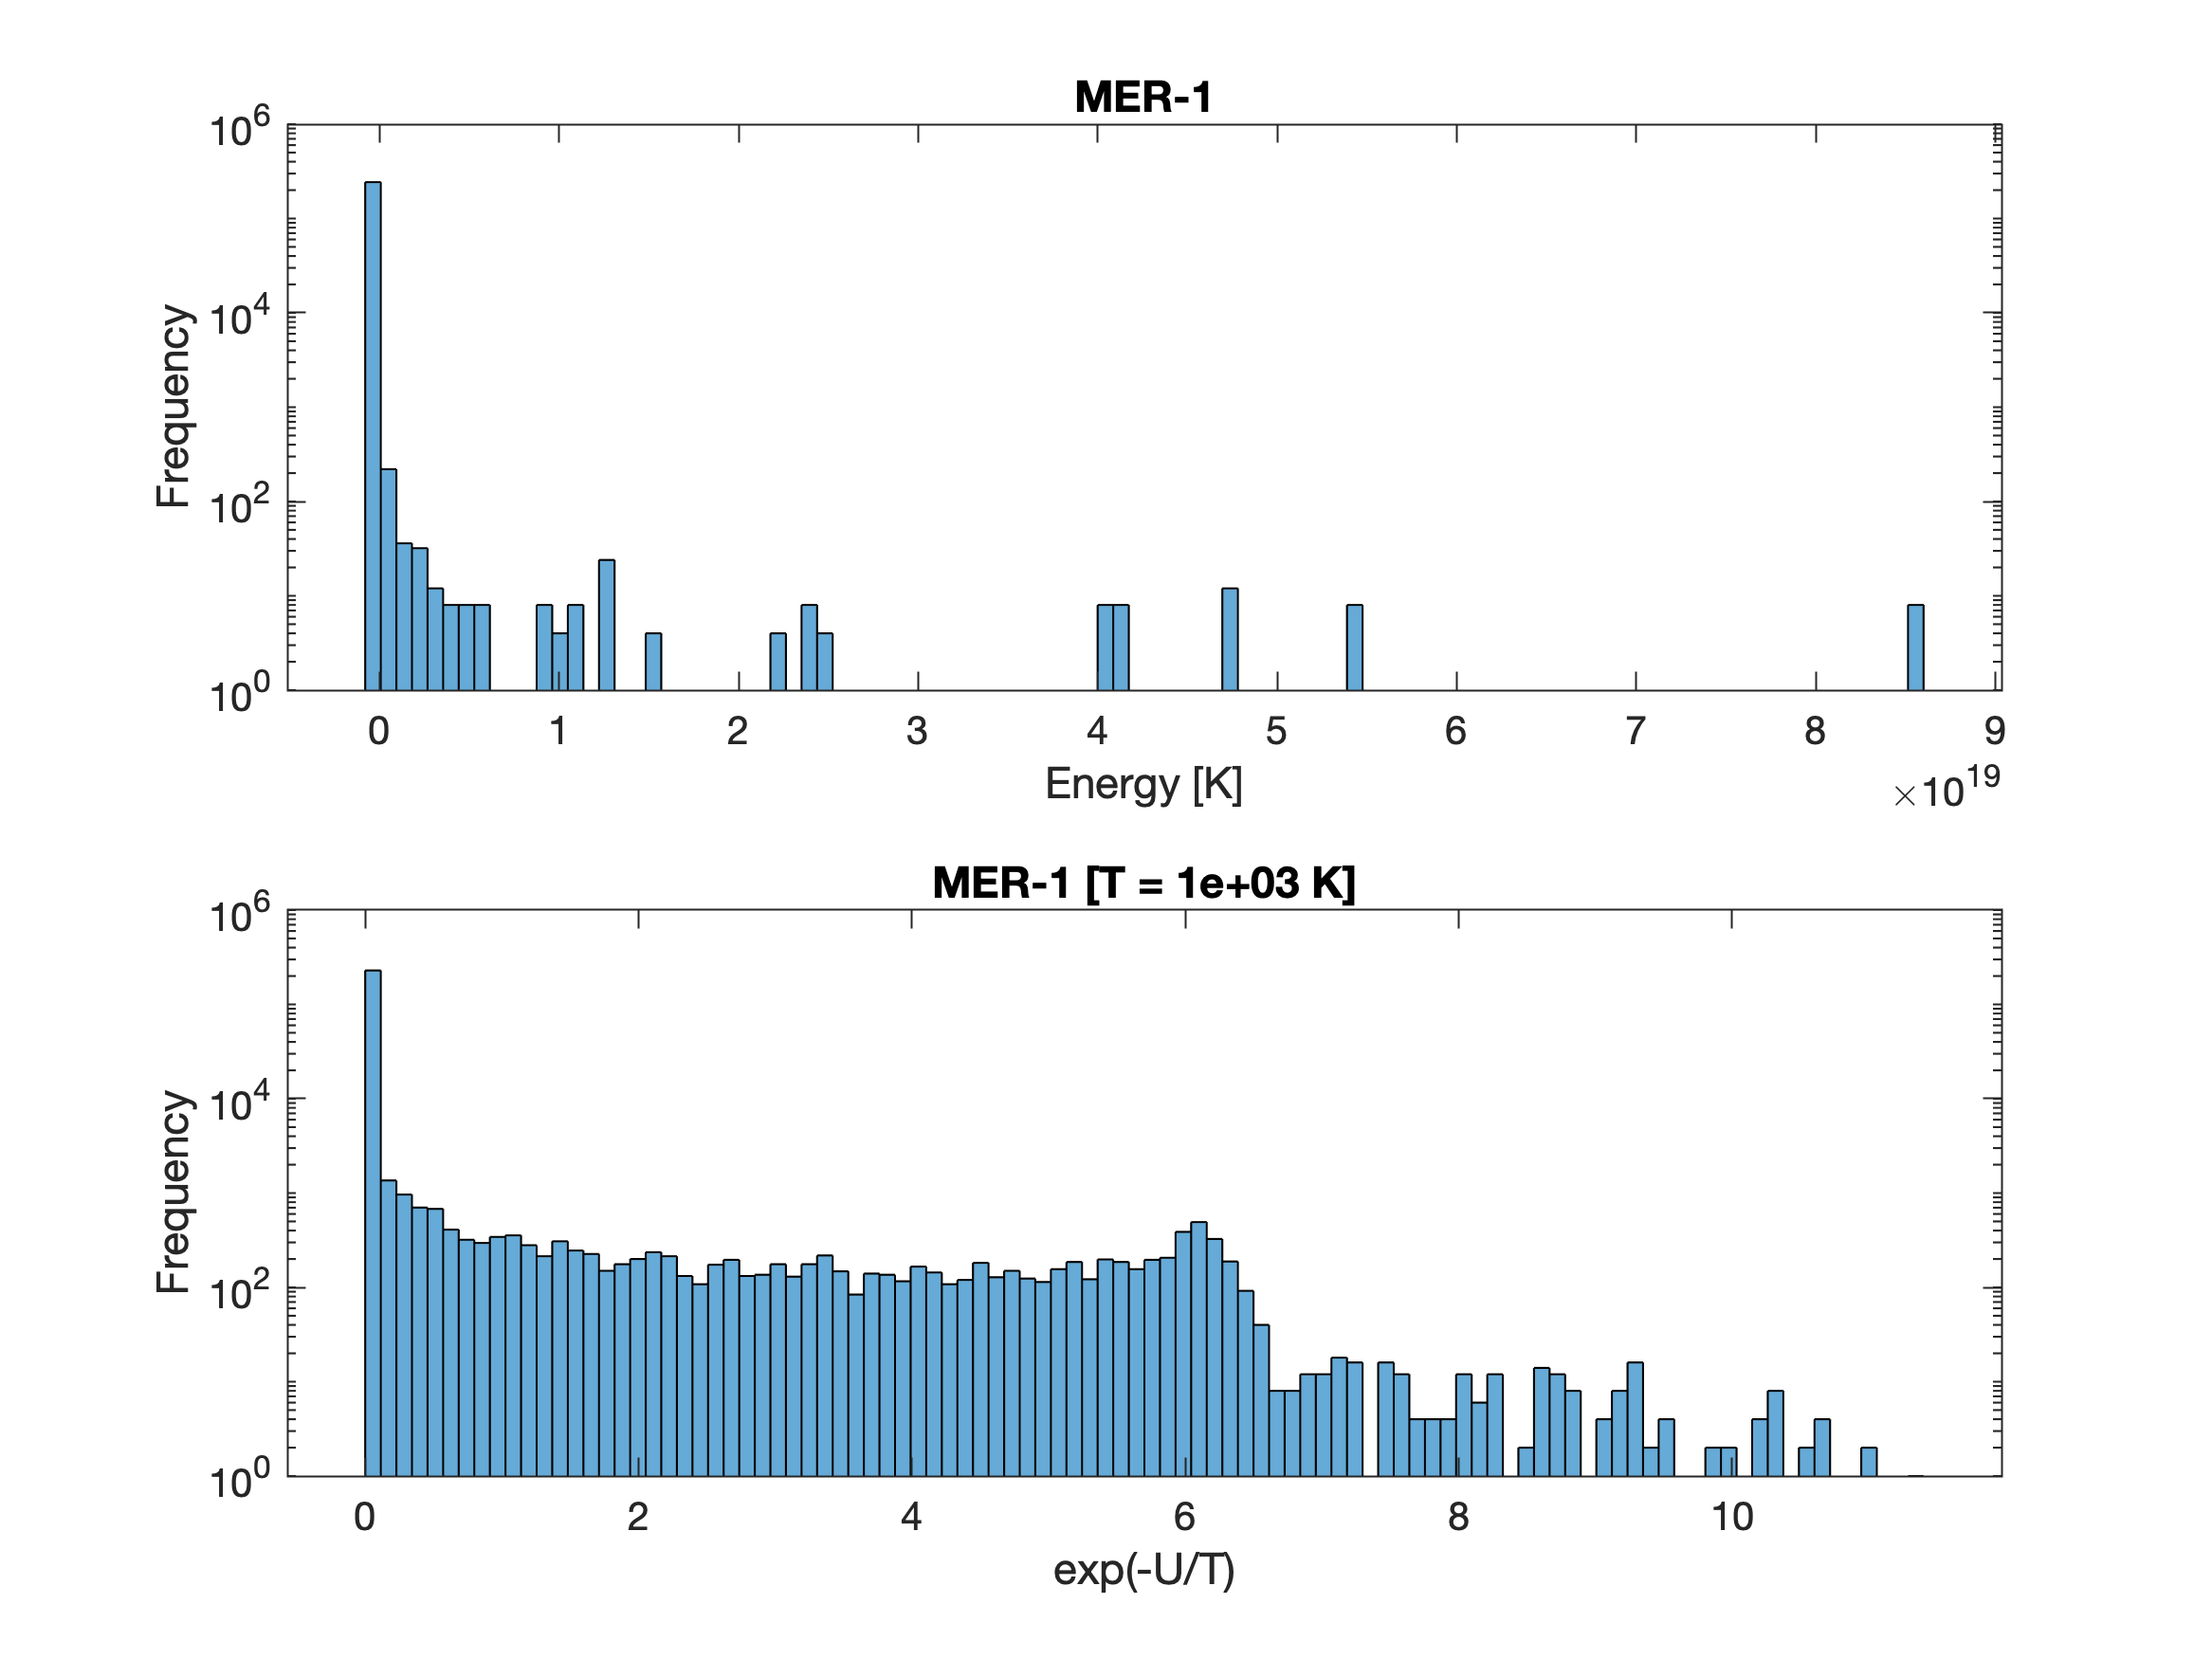 MER-1
10^6
10^4
10^2
10^0
Frequency
0 1 2 3 4 5 6 7 8 9
Energy [K]
×10^19
MER-1 [T = 1e+03 K]
10^6
10^4
10^2
10^0
Frequency
0 2 4 6 8 10
exp(-U/T)